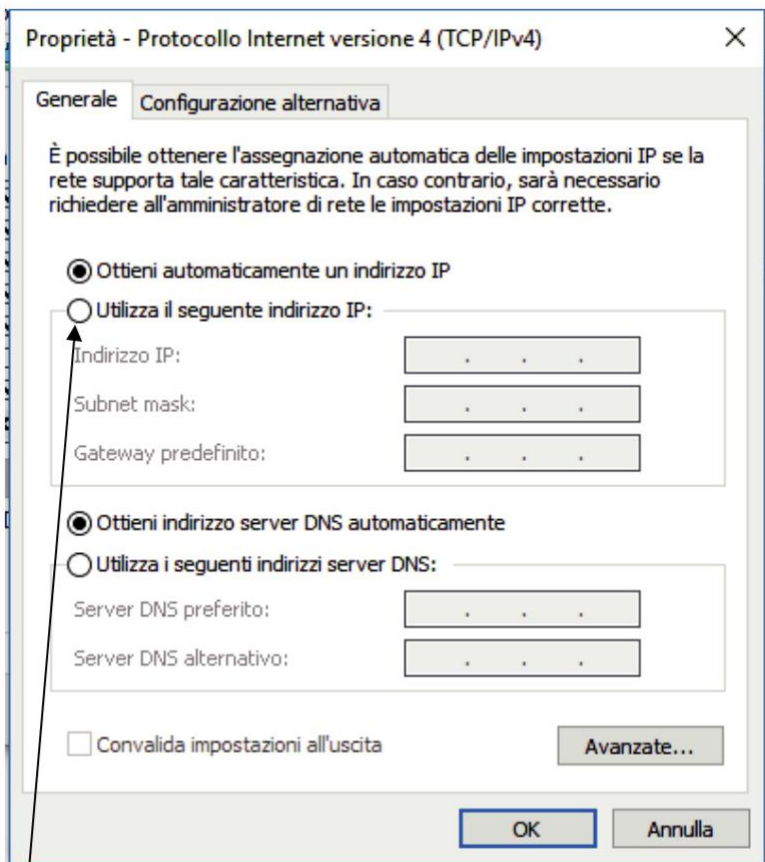 Proprietà - Protocollo Internet versione 4 (TCP/IPv4)
Generale
Configurazione alternativa
È possibile ottenere l'assegnazione automatica delle impostazioni IP se la
rete supporta tale caratteristica. In caso contrario, sarà necessario
richiedere all'amministratore di rete le impostazioni IP corrette.
Ottieni automaticamente un indirizzo IP
Utilizza il seguente indirizzo IP:
Indirizzo IP:
Subnet mask:
Gateway predefinito:
Ottieni indirizzo server DNS automaticamente
Utilizza i seguenti indirizzi server DNS:
Server DNS preferito:
Server DNS alternativo:
Convalida impostazioni all'uscita
Avanzate...
OK
Annulla